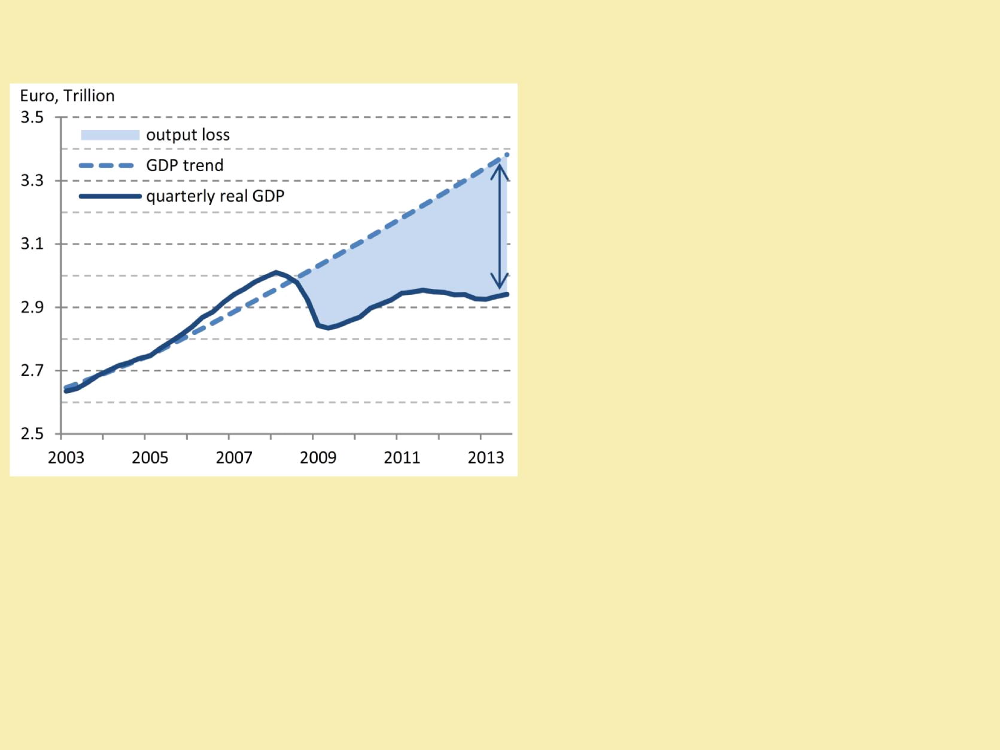 Euro, Trillion
3.5
output loss
GDP trend
3.3
quarterly real GDP
3.1
2.9
2.7
2.5
2003 2005 2007 2009 2011 2013